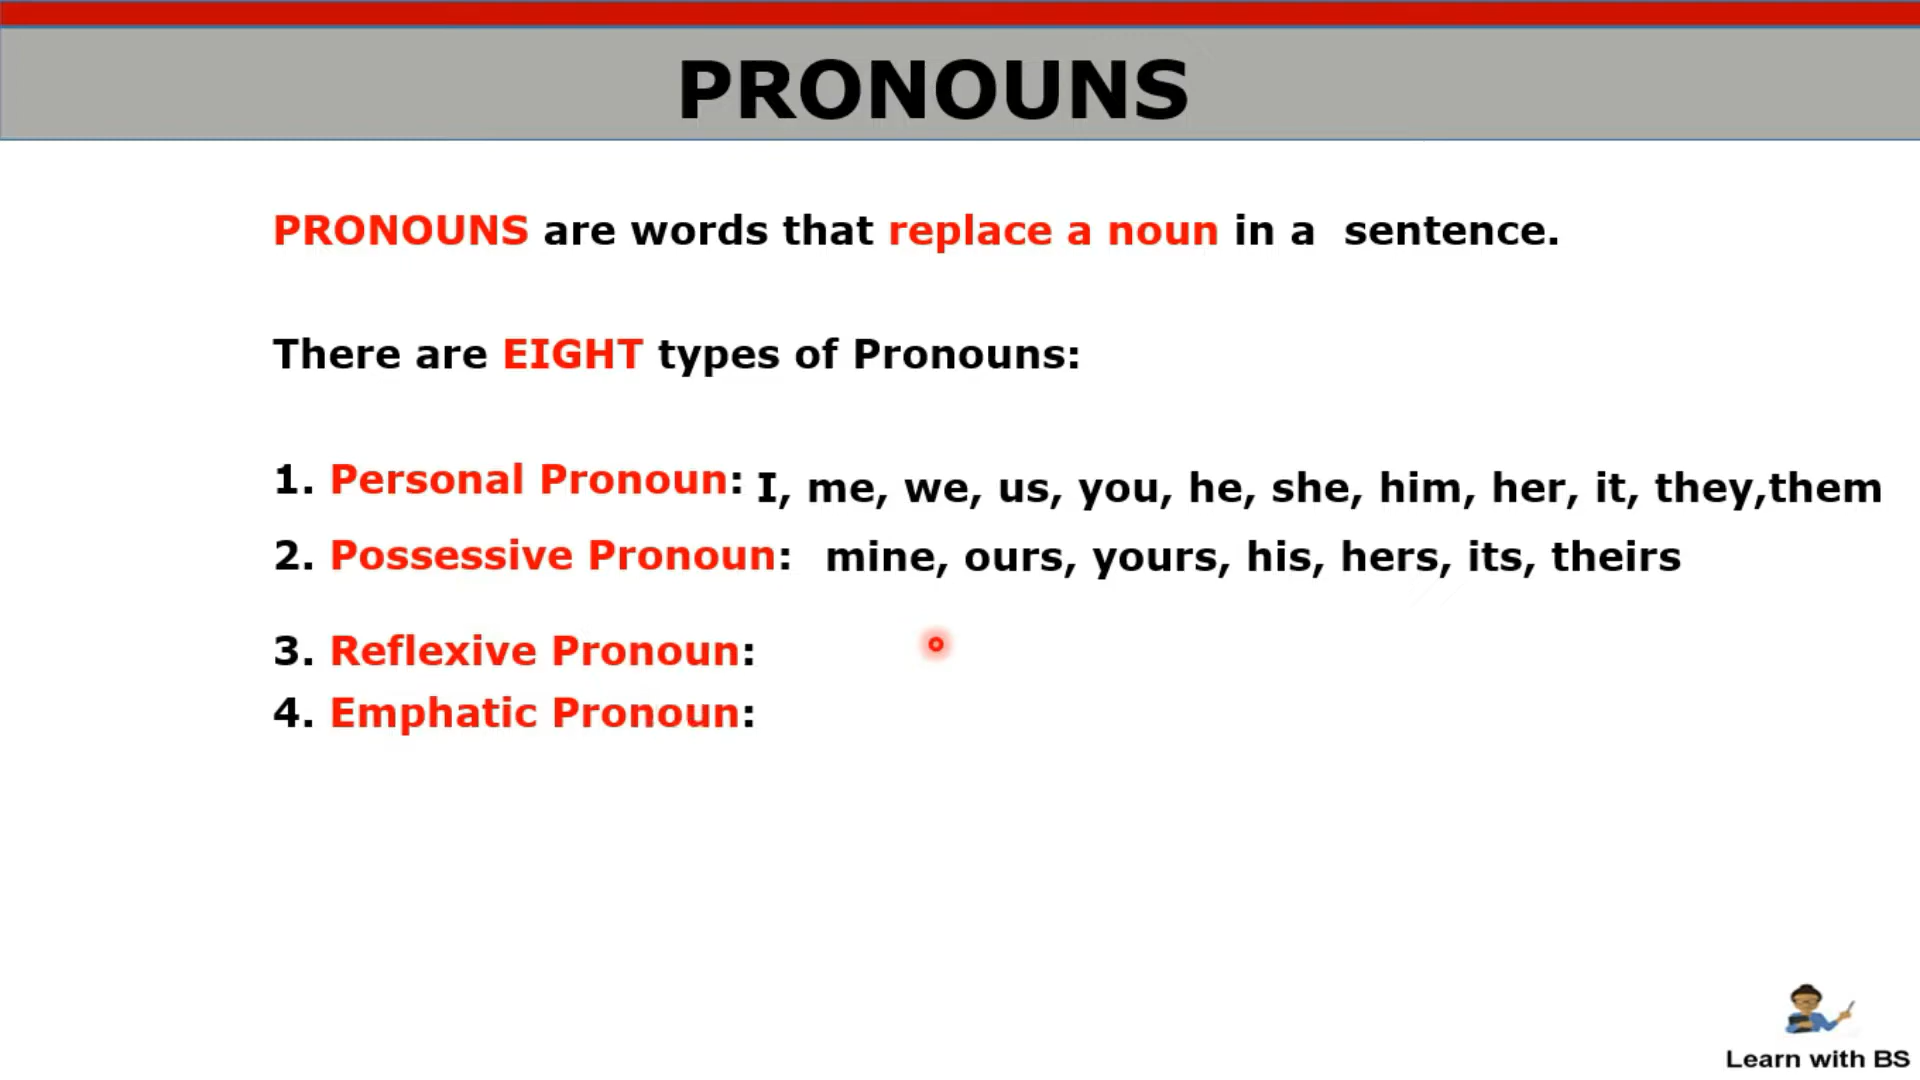 PRONOUNS
PRONOUNS are words that replace a noun in a sentence.
There are EIGHT types of Pronouns:
1. Personal Pronoun: I, me, we, us, you, he, she, him, her, it, they,them
2. Possessive Pronoun: mine, ours, yours, his, hers, its, theirs
3. Reflexive Pronoun:
4. Emphatic Pronoun:
Learn with BS